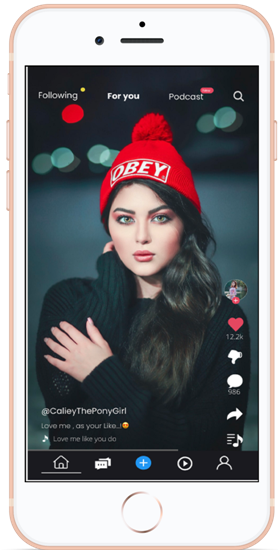 Following
For you
Podcast
OBEY
12.2k
986
@CalieyThePonyGirl
Love me , as your Like..!😍
Love me like you do